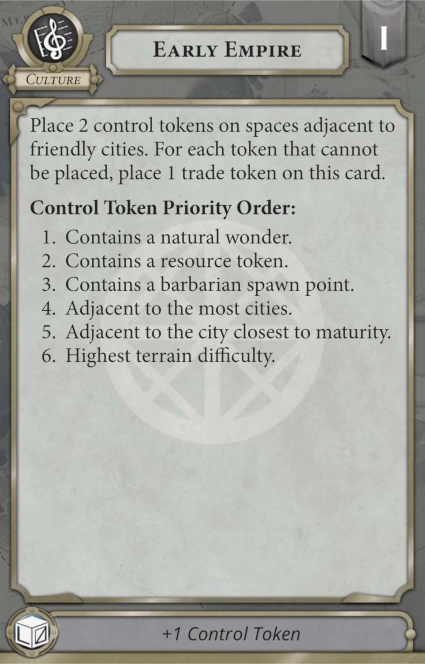 EARLY EMPIRE
I
CULTURE
Place 2 control tokens on spaces adjacent to
friendly cities. For each token that cannot
be placed, place 1 trade token on this card.
Control Token Priority Order:
1. Contains a natural wonder.
2. Contains a resource token.
3. Contains a barbarian spawn point.
4. Adjacent to the most cities.
5. Adjacent to the city closest to maturity.
6. Highest terrain difficulty.
+1 Control Token